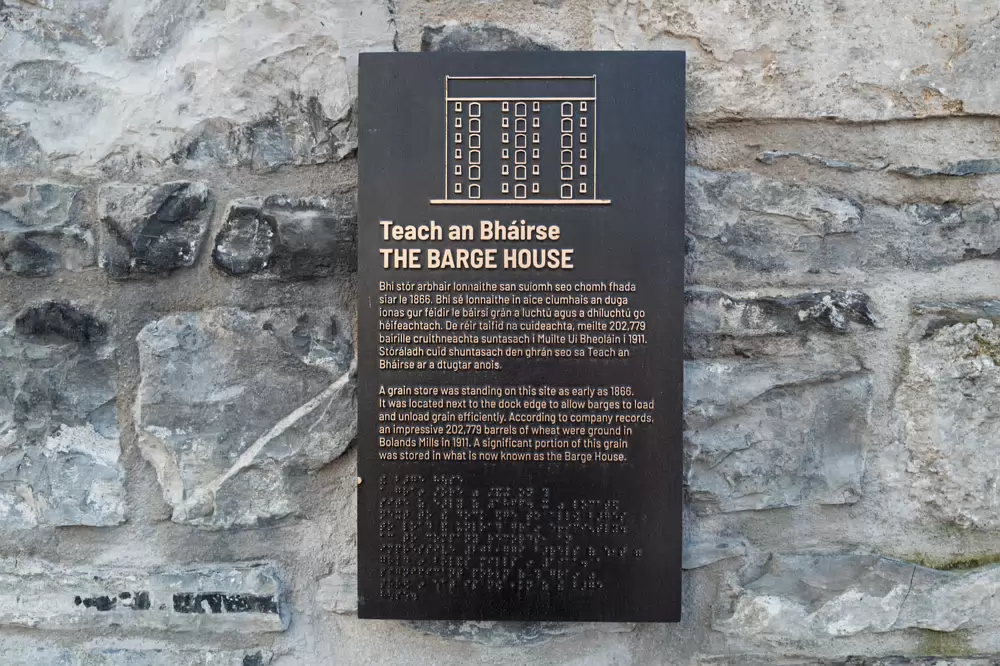 Teach an Bháirse
THE BARGE HOUSE
Bhí stór arbhair lonnaithe san suíomh seo chomh fhada
siar le 1866. Bhí sé lonnaithe in aice ciumhais an duga
ionas gur féidir le báirsí grán a luchtú agus a dhíluchtú go
héifeachtach. De réir taifid na cuideachta, meilte 202,779
bairille cruithneachta suntasach i Muilte Uí Bheoláin i 1911.
Stóráladh cuid shuntasach den ghrán seo sa Teach an
Bháirse ar a dtugtar anois.
A grain store was standing on this site as early as 1866.
It was located next to the dock edge to allow barges to load
and unload grain efficiently. According to company records,
an impressive 202,779 barrels of wheat were ground in
Bolands Mills in 1911. A significant portion of this grain
was stored in what is now known as the Barge House.